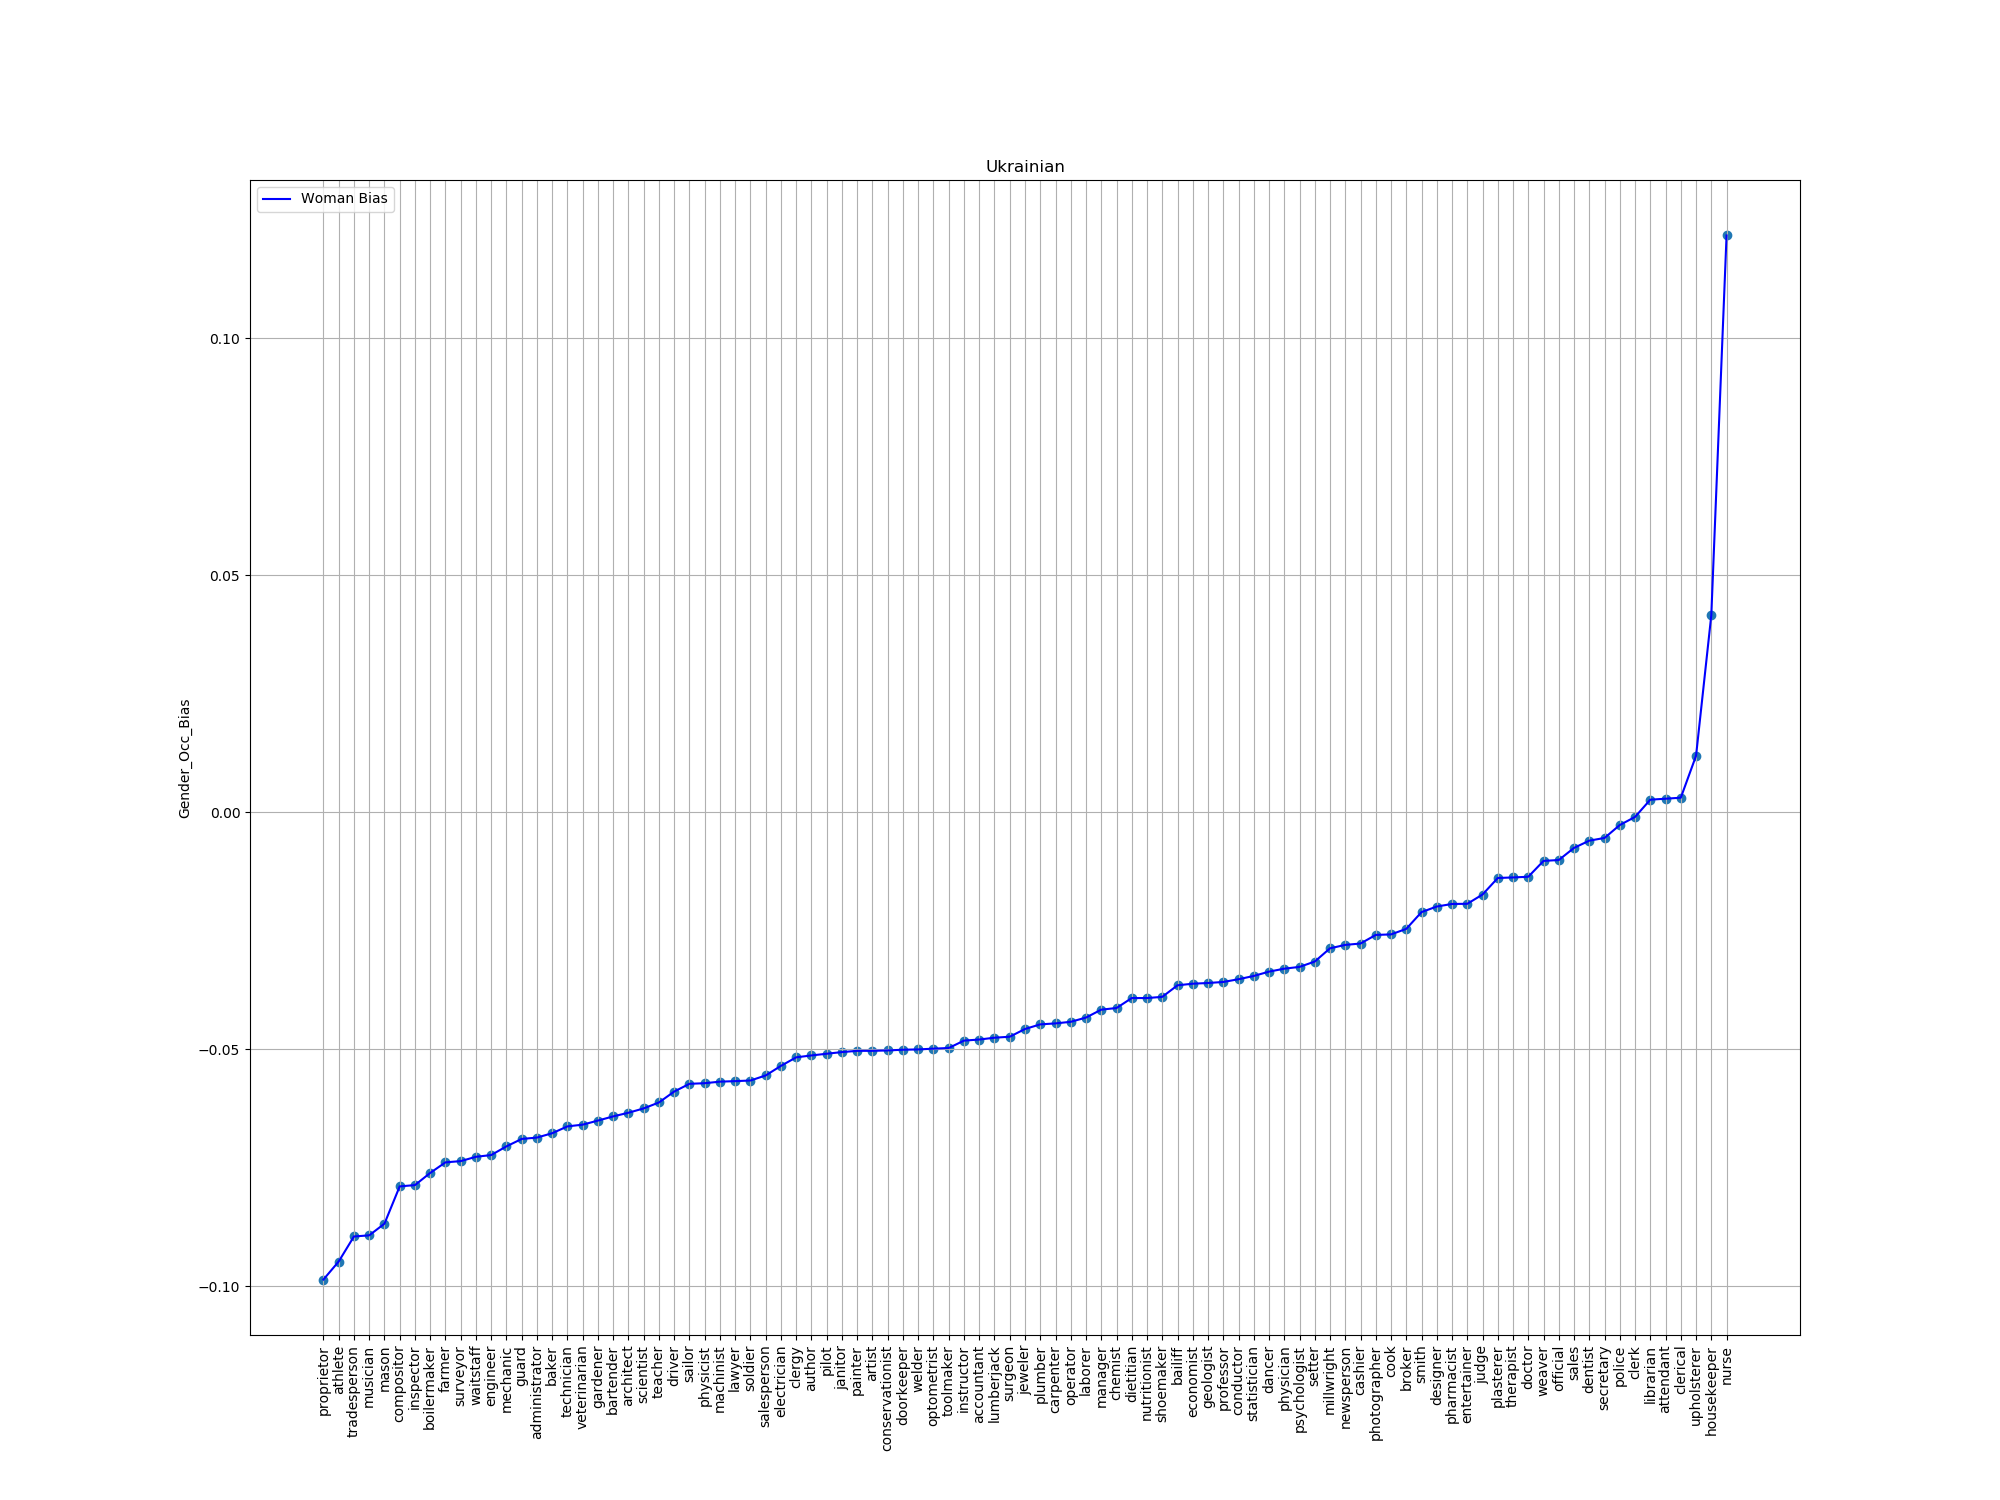 Ukrainian
Woman Bias
Gender_Occ_Bias
0.10
0.05
0.00
−0.05
−0.10
proprietor
athlete
tradesperson
musician
mason
compositor
inspector
boilermaker
farmer
surveyor
waitstaff
engineer
mechanic
guard
administrator
baker
technician
veterinarian
gardener
bartender
architect
scientist
teacher
driver
sailor
physicist
machinist
lawyer
soldier
salesperson
electrician
clergy
author
pilot
janitor
painter
artist
conservationist
doorkeeper
welder
optometrist
toolmaker
instructor
accountant
lumberjack
surgeon
jeweler
plumber
carpenter
operator
laborer
manager
chemist
dietitian
nutritionist
shoemaker
bailiff
economist
geologist
professor
conductor
statistician
dancer
physician
psychologist
setter
millwright
newsperson
cashier
photographer
cook
broker
smith
designer
pharmacist
entertainer
judge
plasterer
therapist
doctor
weaver
official
sales
dentist
secretary
police
clerk
librarian
attendant
clerical
upholsterer
housekeeper
nurse